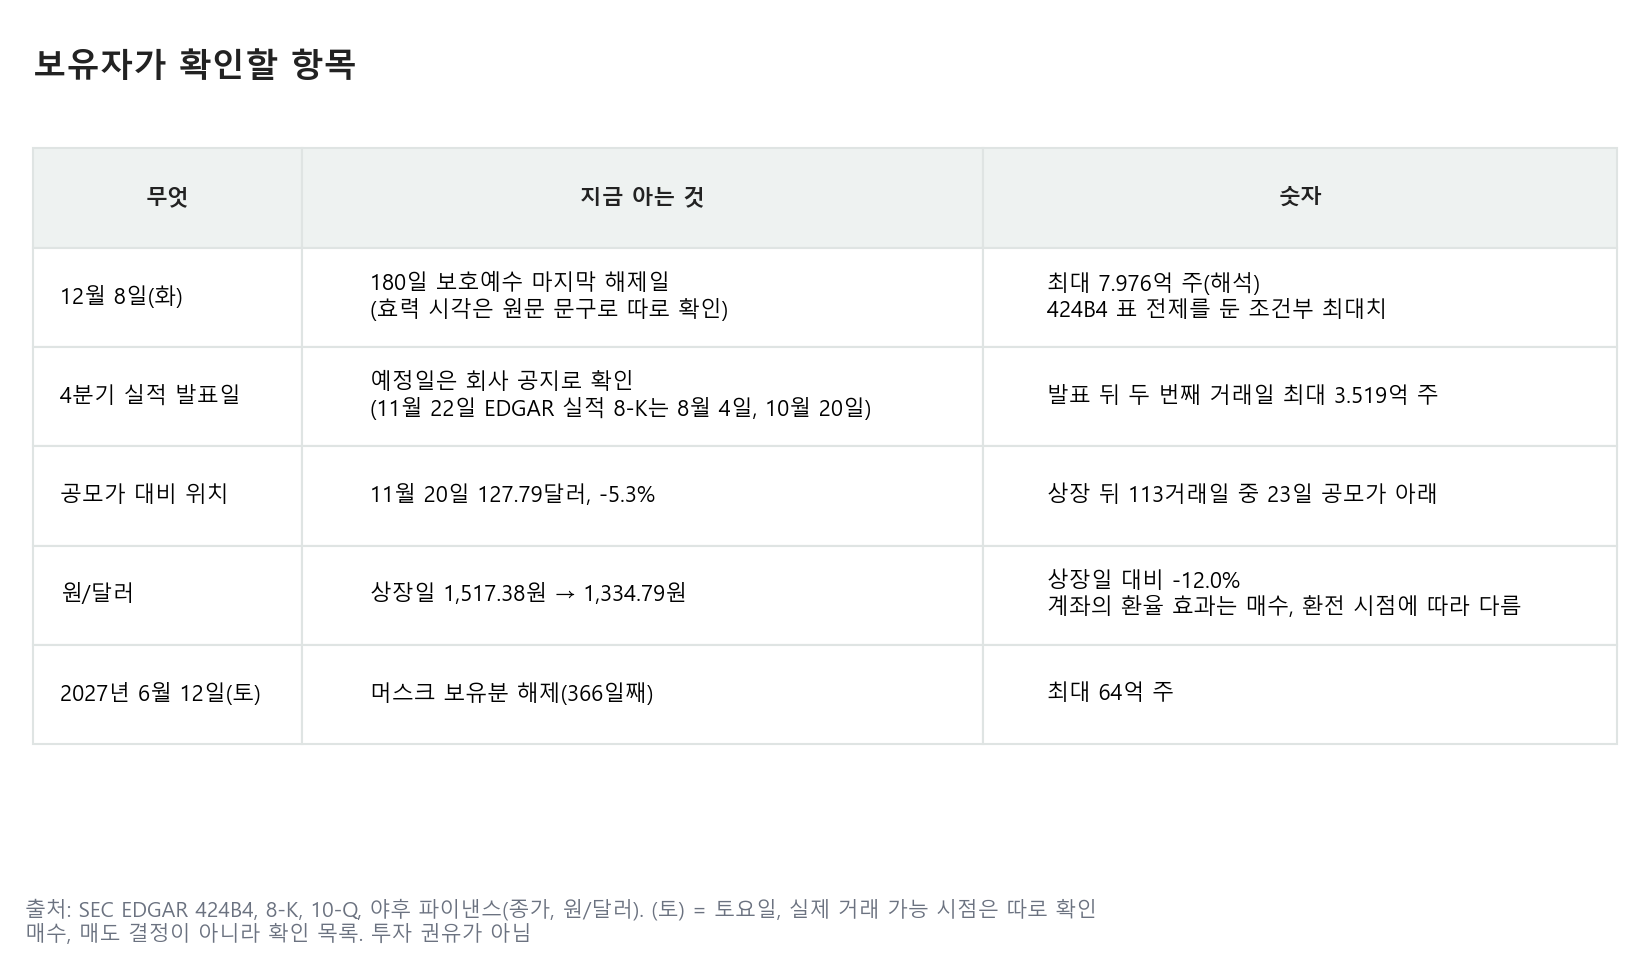 보유자가 확인할 항목
무엇
지금 아는 것
숫자
12월 8일(화)
180일 보호예수 마지막 해제일
(효력 시각은 원문 문구로 따로 확인)
최대 7.976억 주(해석)
424B4 표 전제를 둔 조건부 최대치
4분기 실적 발표일
예정일은 회사 공지로 확인
(11월 22일 EDGAR 실적 8-K는 8월 4일, 10월 20일)
발표 뒤 두 번째 거래일 최대 3.519억 주
공모가 대비 위치
11월 20일 127.79달러, -5.3%
상장 뒤 113거래일 중 23일 공모가 아래
원/달러
상장일 1,517.38원 → 1,334.79원
상장일 대비 -12.0%
계좌의 환율 효과는 매수, 환전 시점에 따라 다름
2027년 6월 12일(토)
머스크 보유분 해제(366일째)
최대 64억 주
출처: SEC EDGAR 424B4, 8-K, 10-Q, 야후 파이낸스(종가, 원/달러). (토) = 토요일, 실제 거래 가능 시점은 따로 확인
매수, 매도 결정이 아니라 확인 목록. 투자 권유가 아님